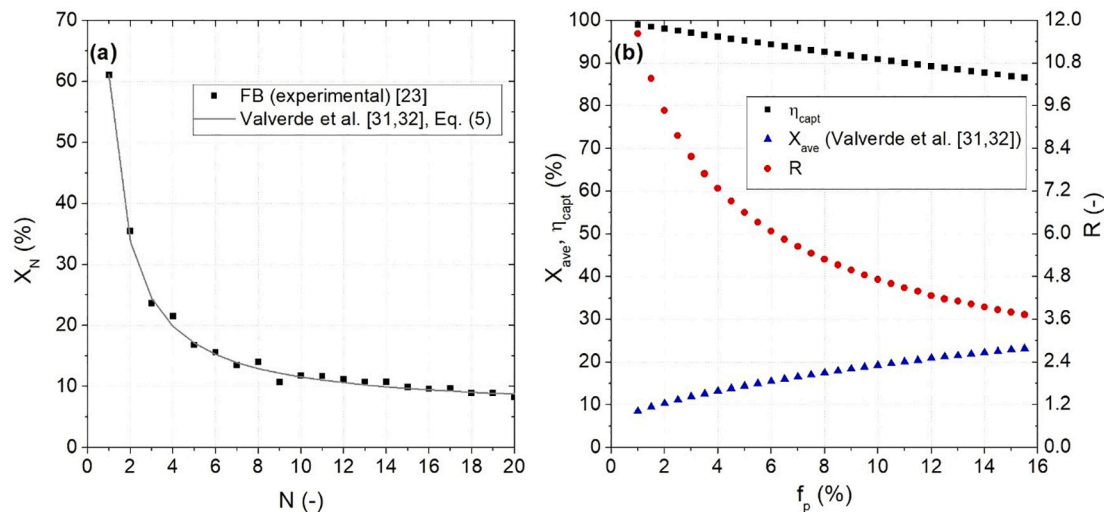 (a)
FB (experimental) [23]
Valverde et al. [31,32], Eq. (5)
X_N (%)
70
60
50
40
30
20
10
0
0 2 4 6 8 10 12 14 16 18 20
N (-)
(b)
η_capt
X_ave (Valverde et al. [31,32])
R
X_ave, η_capt (%)
100
90
80
70
60
50
40
30
20
10
0
0 2 4 6 8 10 12 14 16
f_p (%)
12.0
10.8
9.6
8.4
7.2
6.0
4.8
3.6
2.4
1.2
0.0
R (-)